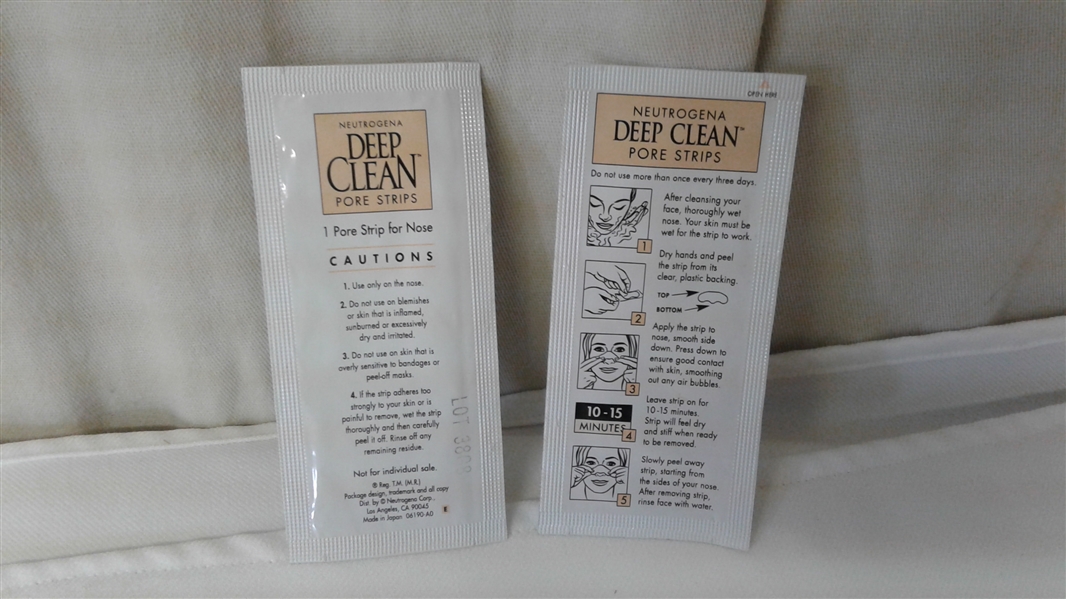 NEUTROGENA
DEEP
CLEAN™
PORE STRIPS
1 Pore Strip for Nose
CAUTIONS
1. Use only on the nose.
2. Do not use on blemishes
or skin that is inflamed,
sunburned or excessively
dry and irritated.
3. Do not use on skin that is
overly sensitive to bandages or
peel-off masks.
4. If the strip adheres too
strongly to your skin or is
painful to remove, wet the strip
thoroughly and then carefully
peel it off. Rinse off any
remaining residue.
Not for individual sale.
® Reg. T.M. (M.R.)
Package design, trademark and all copy
Dist. by © Neutrogena Corp.,
Los Angeles, CA 90045
Made in Japan 06190-A0
K
LOT
OPEN HERE
NEUTROGENA
DEEP CLEAN™
PORE STRIPS
Do not use more than once every three days.
After cleansing your
face, thoroughly wet
nose. Your skin must be
wet for the strip to work.
1
Dry hands and peel
the strip from its
clear, plastic backing.
TOP
BOTTOM
2
Apply the strip to
nose, smooth side
down. Press down to
ensure good contact
with skin, smoothing
out any air bubbles.
3
10-15
MINUTES
4
Leave strip on for
10-15 minutes.
Strip will feel dry
and stiff when ready
to be removed.
Slowly peel away
strip, starting from
the sides of your nose.
After removing strip,
rinse face with water.
5